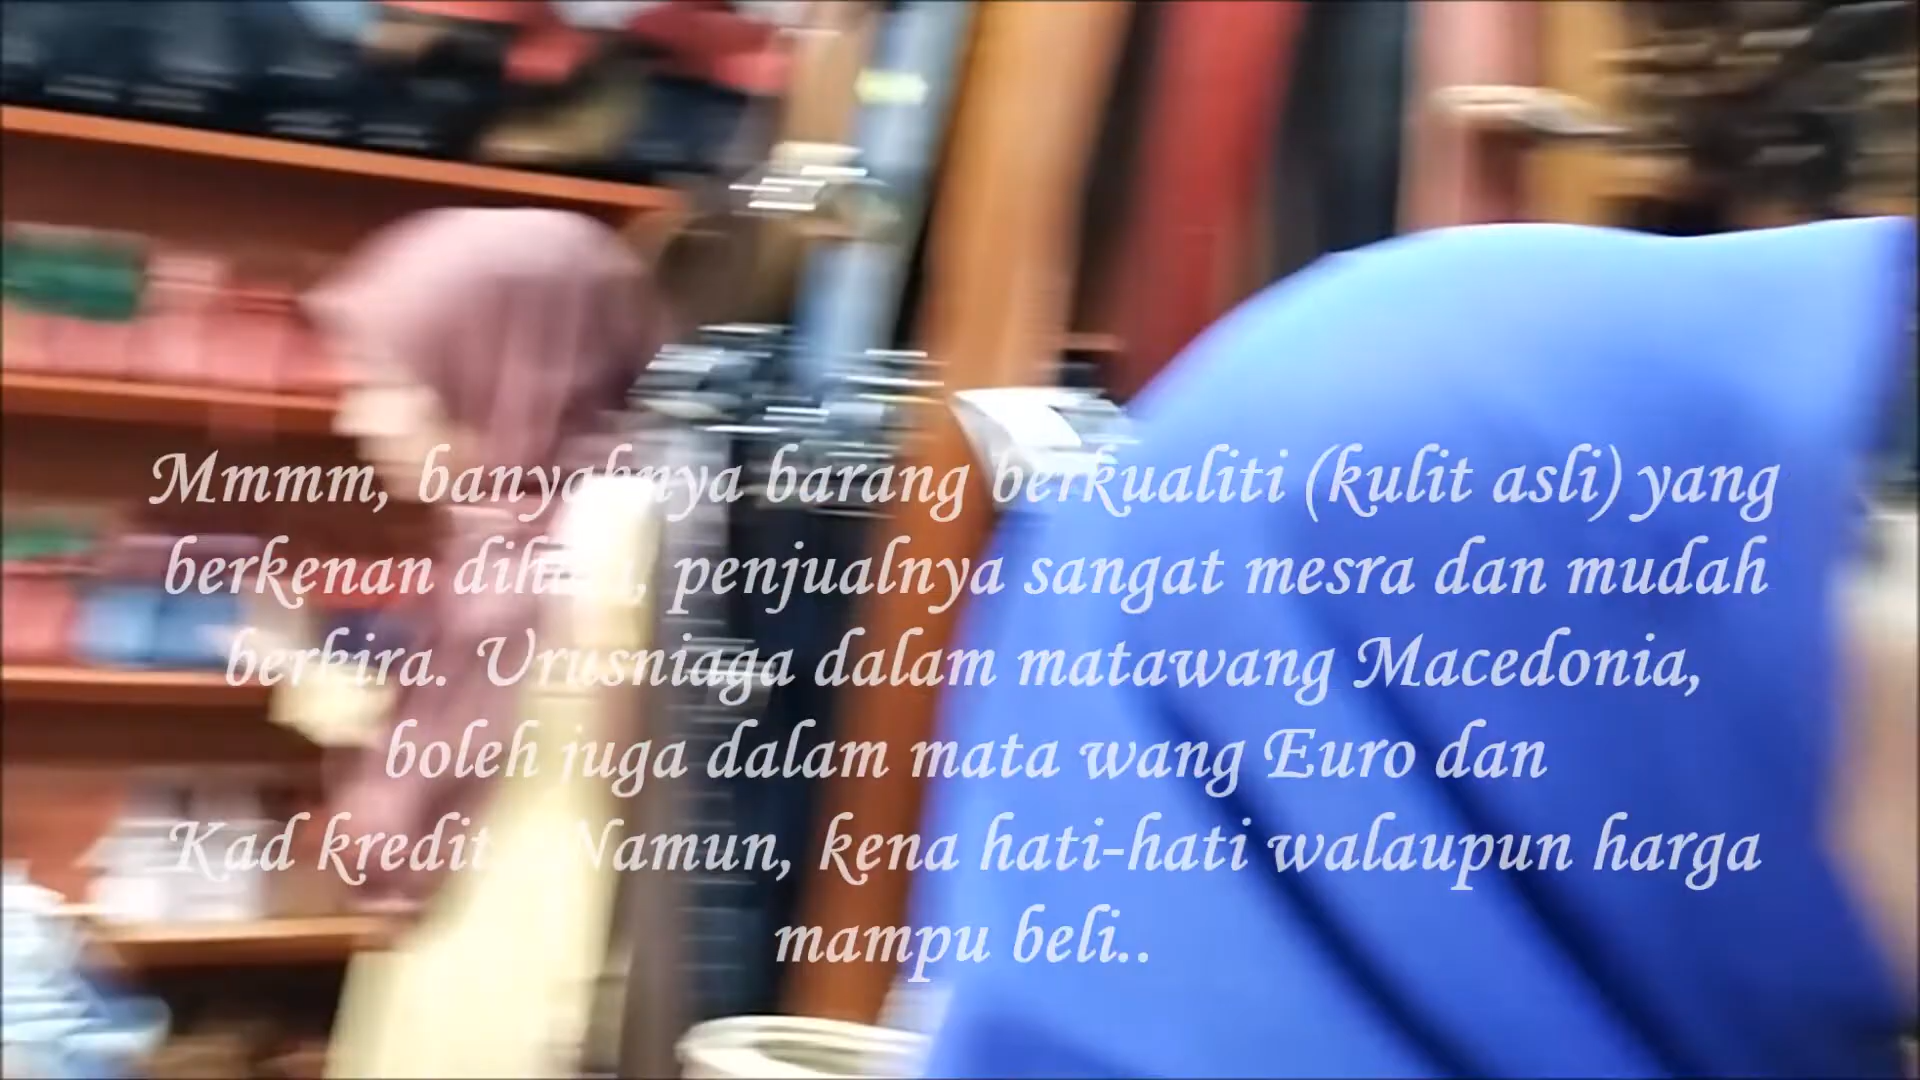 Mmmm, banyaknya barang berkualiti (kulit asli) yang
berkenan dihati, penjualnya sangat mesra dan mudah
berkira. Urusniaga dalam matawang Macedonia,
boleh juga dalam mata wang Euro dan
Kad kredit. Namun, kena hati-hati walaupun harga
mampu beli..